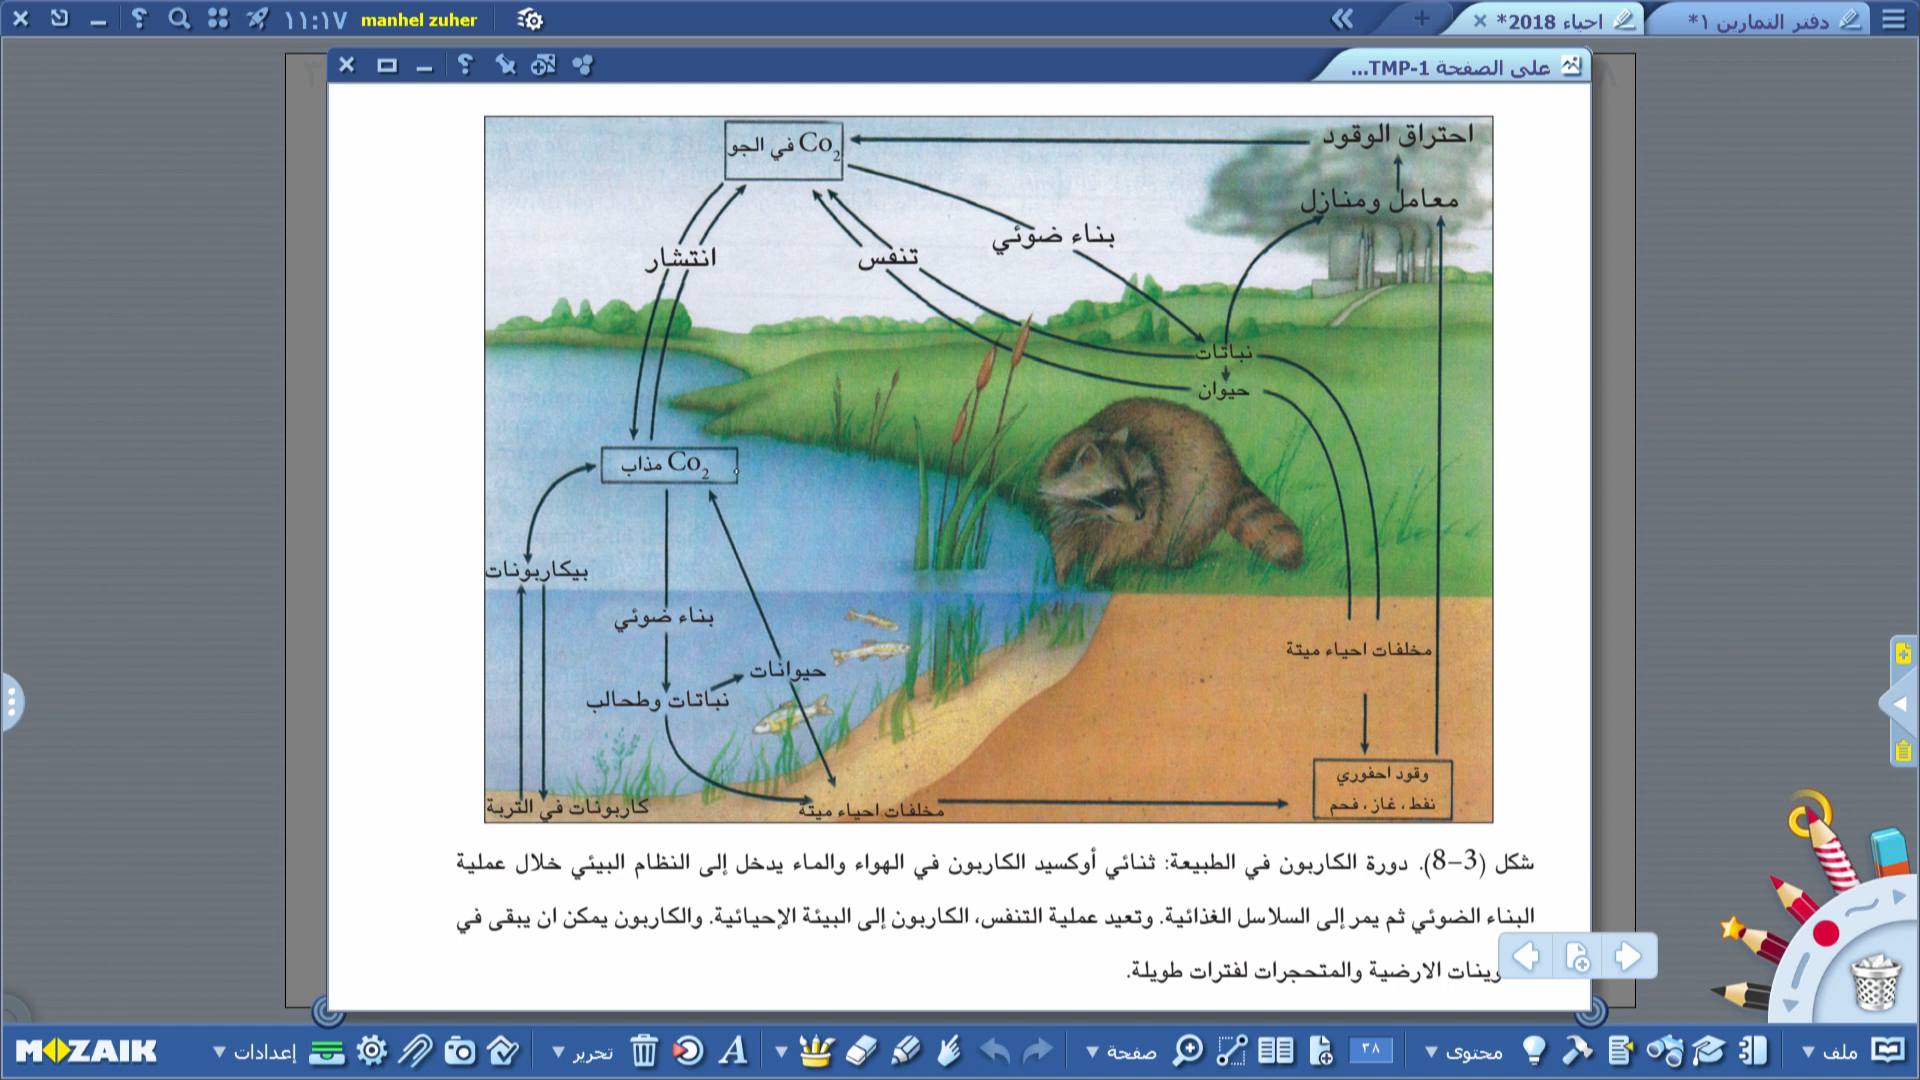 دفتر التمارين ١*
احياء 2018*
manhel zuher
١١:١٧
على الصفحة TMP-1...
احتراق الوقود
Co2 في الجو
معامل ومنازل
بناء ضوئي
تنفس
انتشار
نباتات
حيوان
Co2 مذاب
بيكاربونات
بناء ضوئي
مخلفات احياء ميتة
حيوانات
نباتات وطحالب
وقود احفوري
نفط، غاز، فحم
مخلفات احياء ميتة
كاربونات في التربة
شكل (3–8). دورة الكاربون في الطبيعة: ثنائي أوكسيد الكاربون في الهواء والماء يدخل إلى النظام البيئي خلال عملية
البناء الضوئي ثم يمر إلى السلاسل الغذائية. وتعيد عملية التنفس، الكاربون إلى البيئة الإحيائية. والكاربون يمكن ان يبقى في
الارضية والمتحجرات لفترات طويلة.
ملف
محتوى
٣٨
صفحة
تحرير
إعدادات
MOZAIK